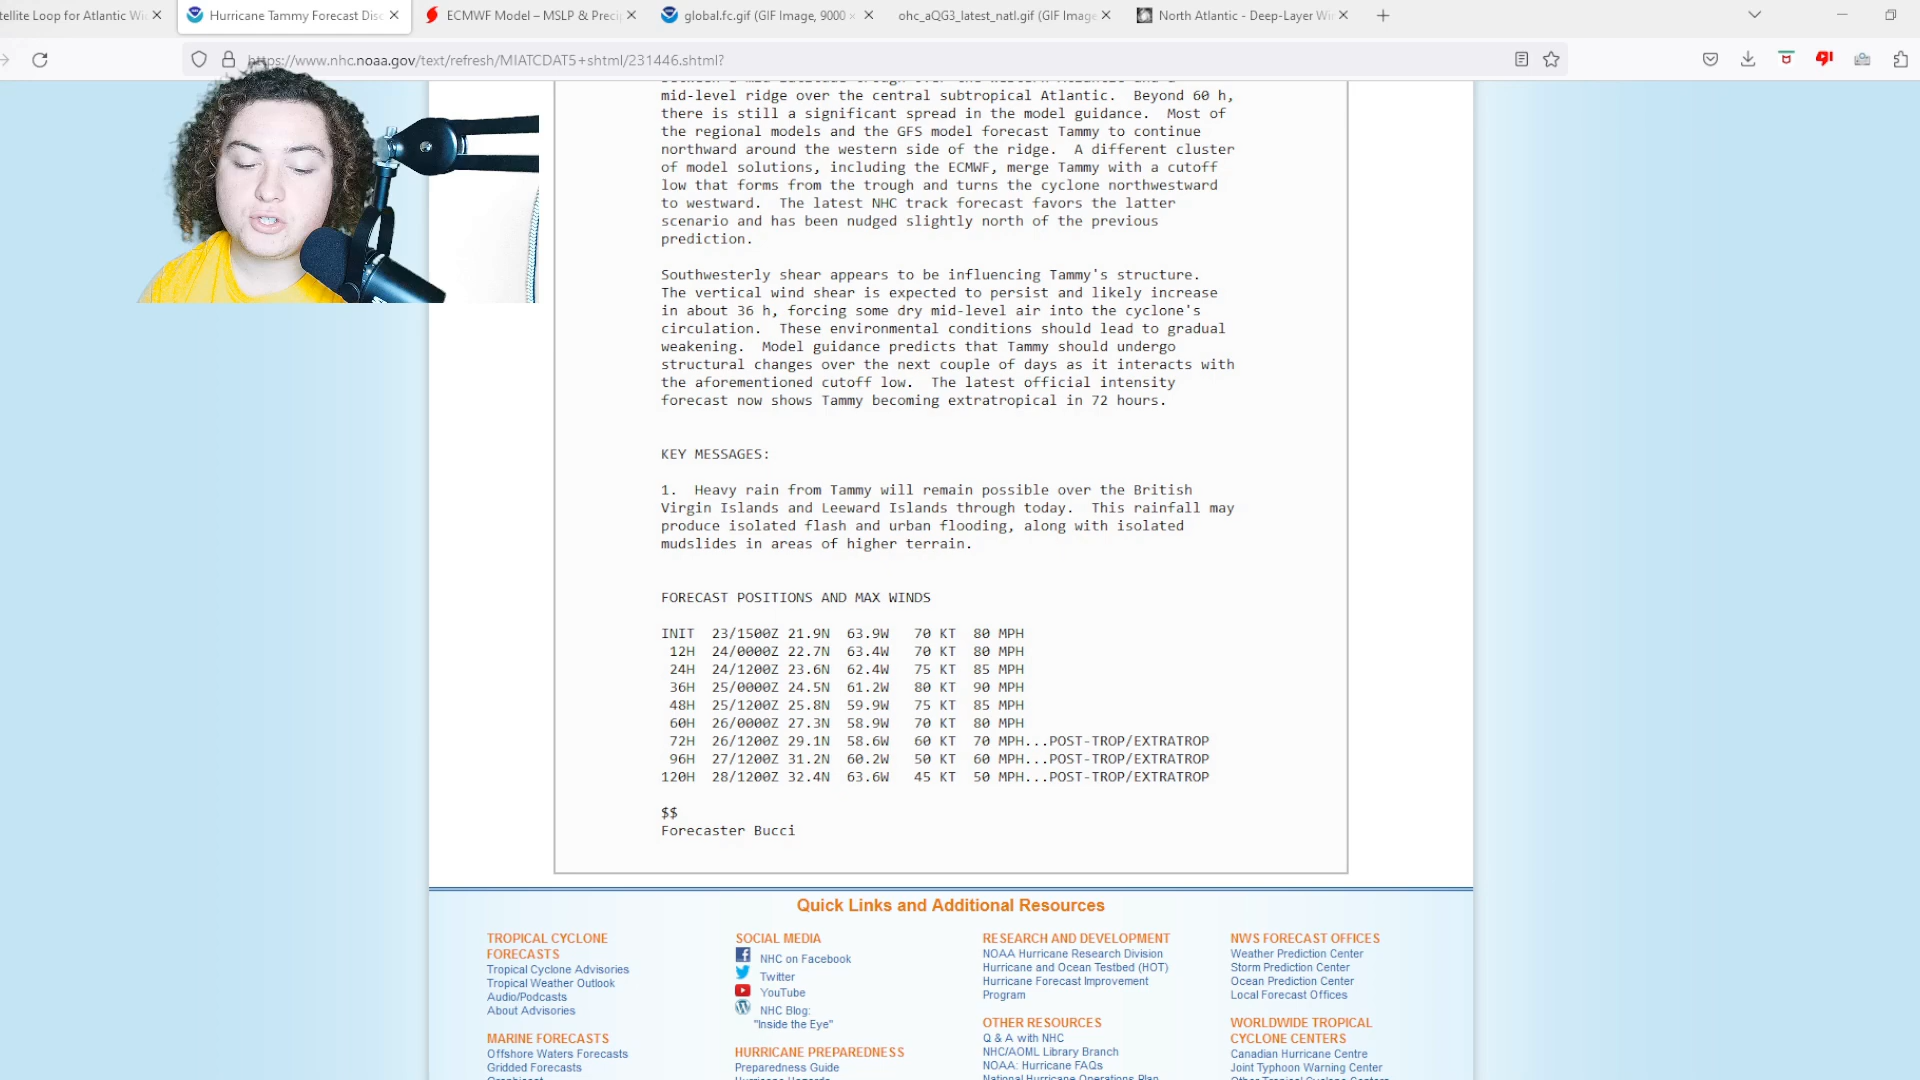 tellite Loop for Atlantic Wi
Hurricane Tammy Forecast Disc
ECMWF Model – MSLP & Precip
global.fc.gif (GIF Image, 9000 ×
ohc_aQG3_latest_natl.gif (GIF Image
North Atlantic - Deep-Layer Wi
https://www.nhc.noaa.gov/text/refresh/MIATCDAT5+shtml/231446.shtml?
mid-level ridge over the central subtropical Atlantic. Beyond 60 h,
there is still a significant spread in the model guidance. Most of
the regional models and the GFS model forecast Tammy to continue
northward around the western side of the ridge. A different cluster
of model solutions, including the ECMWF, merge Tammy with a cutoff
low that forms from the trough and turns the cyclone northwestward
to westward. The latest NHC track forecast favors the latter
scenario and has been nudged slightly north of the previous
prediction.
Southwesterly shear appears to be influencing Tammy's structure.
The vertical wind shear is expected to persist and likely increase
in about 36 h, forcing some dry mid-level air into the cyclone's
circulation. These environmental conditions should lead to gradual
weakening. Model guidance predicts that Tammy should undergo
structural changes over the next couple of days as it interacts with
the aforementioned cutoff low. The latest official intensity
forecast now shows Tammy becoming extratropical in 72 hours.
KEY MESSAGES:
1. Heavy rain from Tammy will remain possible over the British
Virgin Islands and Leeward Islands through today. This rainfall may
produce isolated flash and urban flooding, along with isolated
mudslides in areas of higher terrain.
FORECAST POSITIONS AND MAX WINDS
INIT 23/1500Z 21.9N 63.9W 70 KT 80 MPH
12H 24/0000Z 22.7N 63.4W 70 KT 80 MPH
24H 24/1200Z 23.6N 62.4W 75 KT 85 MPH
36H 25/0000Z 24.5N 61.2W 80 KT 90 MPH
48H 25/1200Z 25.8N 59.9W 75 KT 85 MPH
60H 26/0000Z 27.3N 58.9W 70 KT 80 MPH
72H 26/1200Z 29.1N 58.6W 60 KT 70 MPH...POST-TROP/EXTRATROP
96H 27/1200Z 31.2N 60.2W 50 KT 60 MPH...POST-TROP/EXTRATROP
120H 28/1200Z 32.4N 63.6W 45 KT 50 MPH...POST-TROP/EXTRATROP
$$
Forecaster Bucci
Quick Links and Additional Resources
TROPICAL CYCLONE
FORECASTS
Tropical Cyclone Advisories
Tropical Weather Outlook
Audio/Podcasts
About Advisories
MARINE FORECASTS
Offshore Waters Forecasts
Gridded Forecasts
SOCIAL MEDIA
NHC on Facebook
Twitter
YouTube
NHC Blog:
"Inside the Eye"
HURRICANE PREPAREDNESS
Preparedness Guide
RESEARCH AND DEVELOPMENT
NOAA Hurricane Research Division
Hurricane and Ocean Testbed (HOT)
Hurricane Forecast Improvement
Program
OTHER RESOURCES
Q & A with NHC
NHC/AOML Library Branch
NOAA: Hurricane FAQs
National Hurricane Operations Plan
NWS FORECAST OFFICES
Weather Prediction Center
Storm Prediction Center
Ocean Prediction Center
Local Forecast Offices
WORLDWIDE TROPICAL
CYCLONE CENTERS
Canadian Hurricane Centre
Joint Typhoon Warning Center